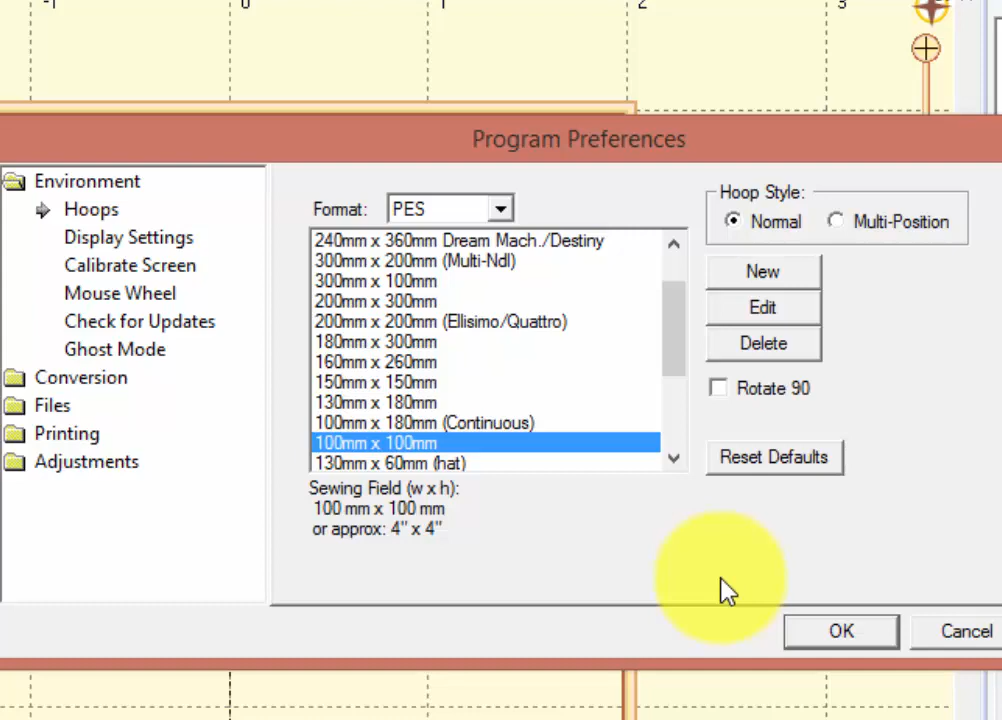 -1 0 1 2 3
Program Preferences
Environment
Hoops
Display Settings
Calibrate Screen
Mouse Wheel
Check for Updates
Ghost Mode
Conversion
Files
Printing
Adjustments
Format: PES
240mm x 360mm Dream Mach./Destiny
300mm x 200mm (Multi-Ndl)
300mm x 100mm
200mm x 300mm
200mm x 200mm (Ellisimo/Quattro)
180mm x 300mm
160mm x 260mm
150mm x 150mm
130mm x 180mm
100mm x 180mm (Continuous)
100mm x 100mm
130mm x 60mm (hat)
Sewing Field (w x h):
100 mm x 100 mm
or approx: 4" x 4"
Hoop Style:
Normal Multi-Position
New
Edit
Delete
Rotate 90
Reset Defaults
OK Cancel